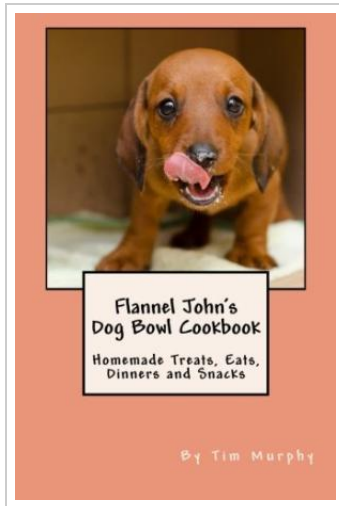 Flannel John's
Dog Bowl Cookbook
Homemade Treats, Eats,
Dinners and Snacks
By Tim Murphy